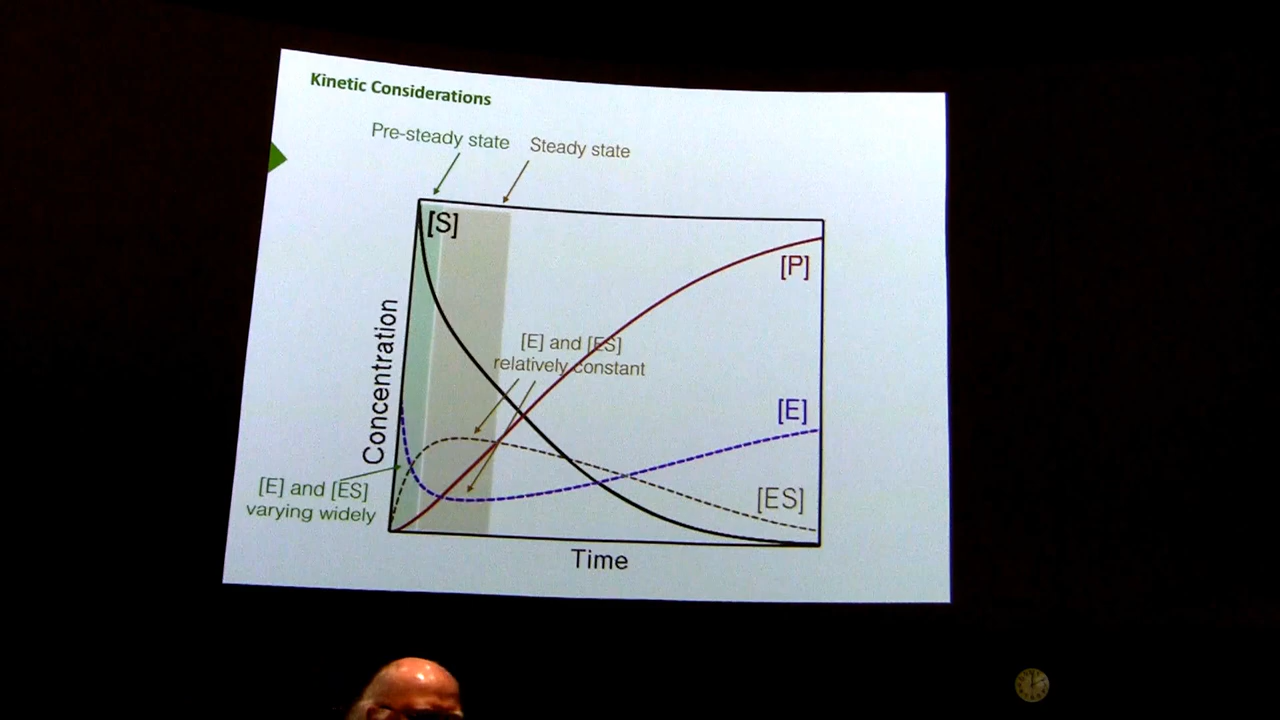 Kinetic Considerations
Pre-steady state
Steady state
[S]
[P]
[E] and [ES]
relatively constant
Concentration
[E]
[E] and [ES]
varying widely
[ES]
Time